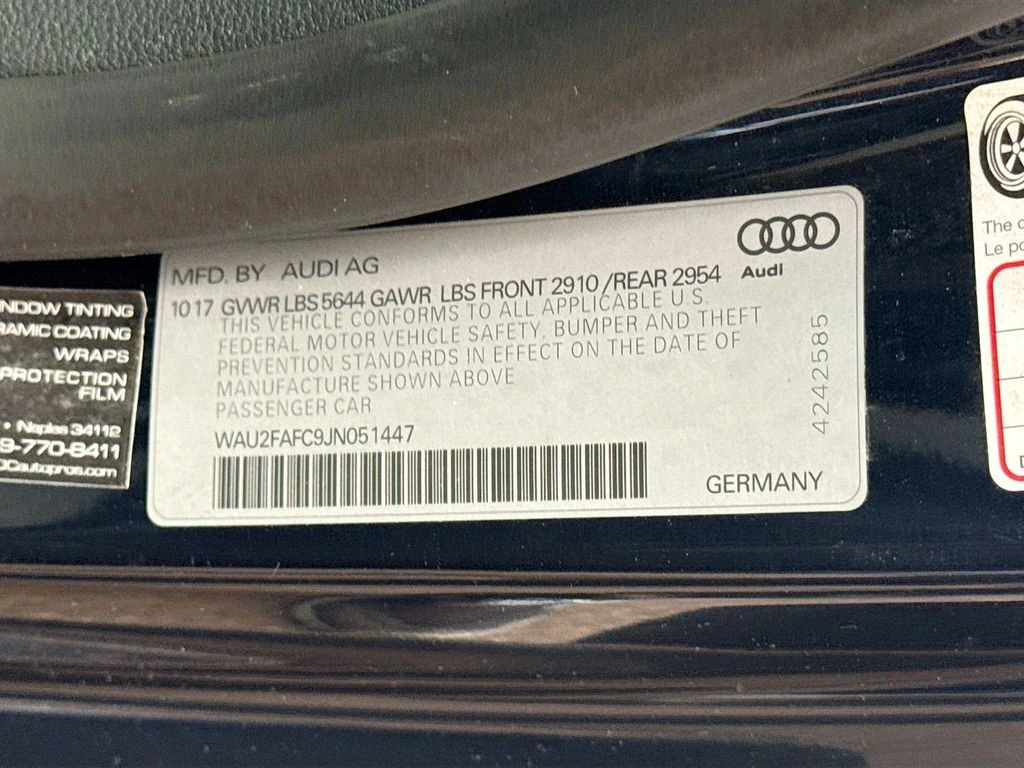 MFD. BY AUDI AG
Audi
10 17 GVWR LBS 5644 GAWR LBS FRONT 2910 /REAR 2954
THIS VEHICLE CONFORMS TO ALL APPLICABLE U.S.
FEDERAL MOTOR VEHICLE SAFETY, BUMPER AND THEFT
PREVENTION STANDARDS IN EFFECT ON THE DATE OF
MANUFACTURE SHOWN ABOVE
PASSENGER CAR
WAU2FAFC9JN051447
GERMANY
4242585
NDOW TINTING
RAMIC COATING
WRAPS
PROTECTION
FILM
• Naples 34112
9-770-8411
Cautopros.com
The
Le